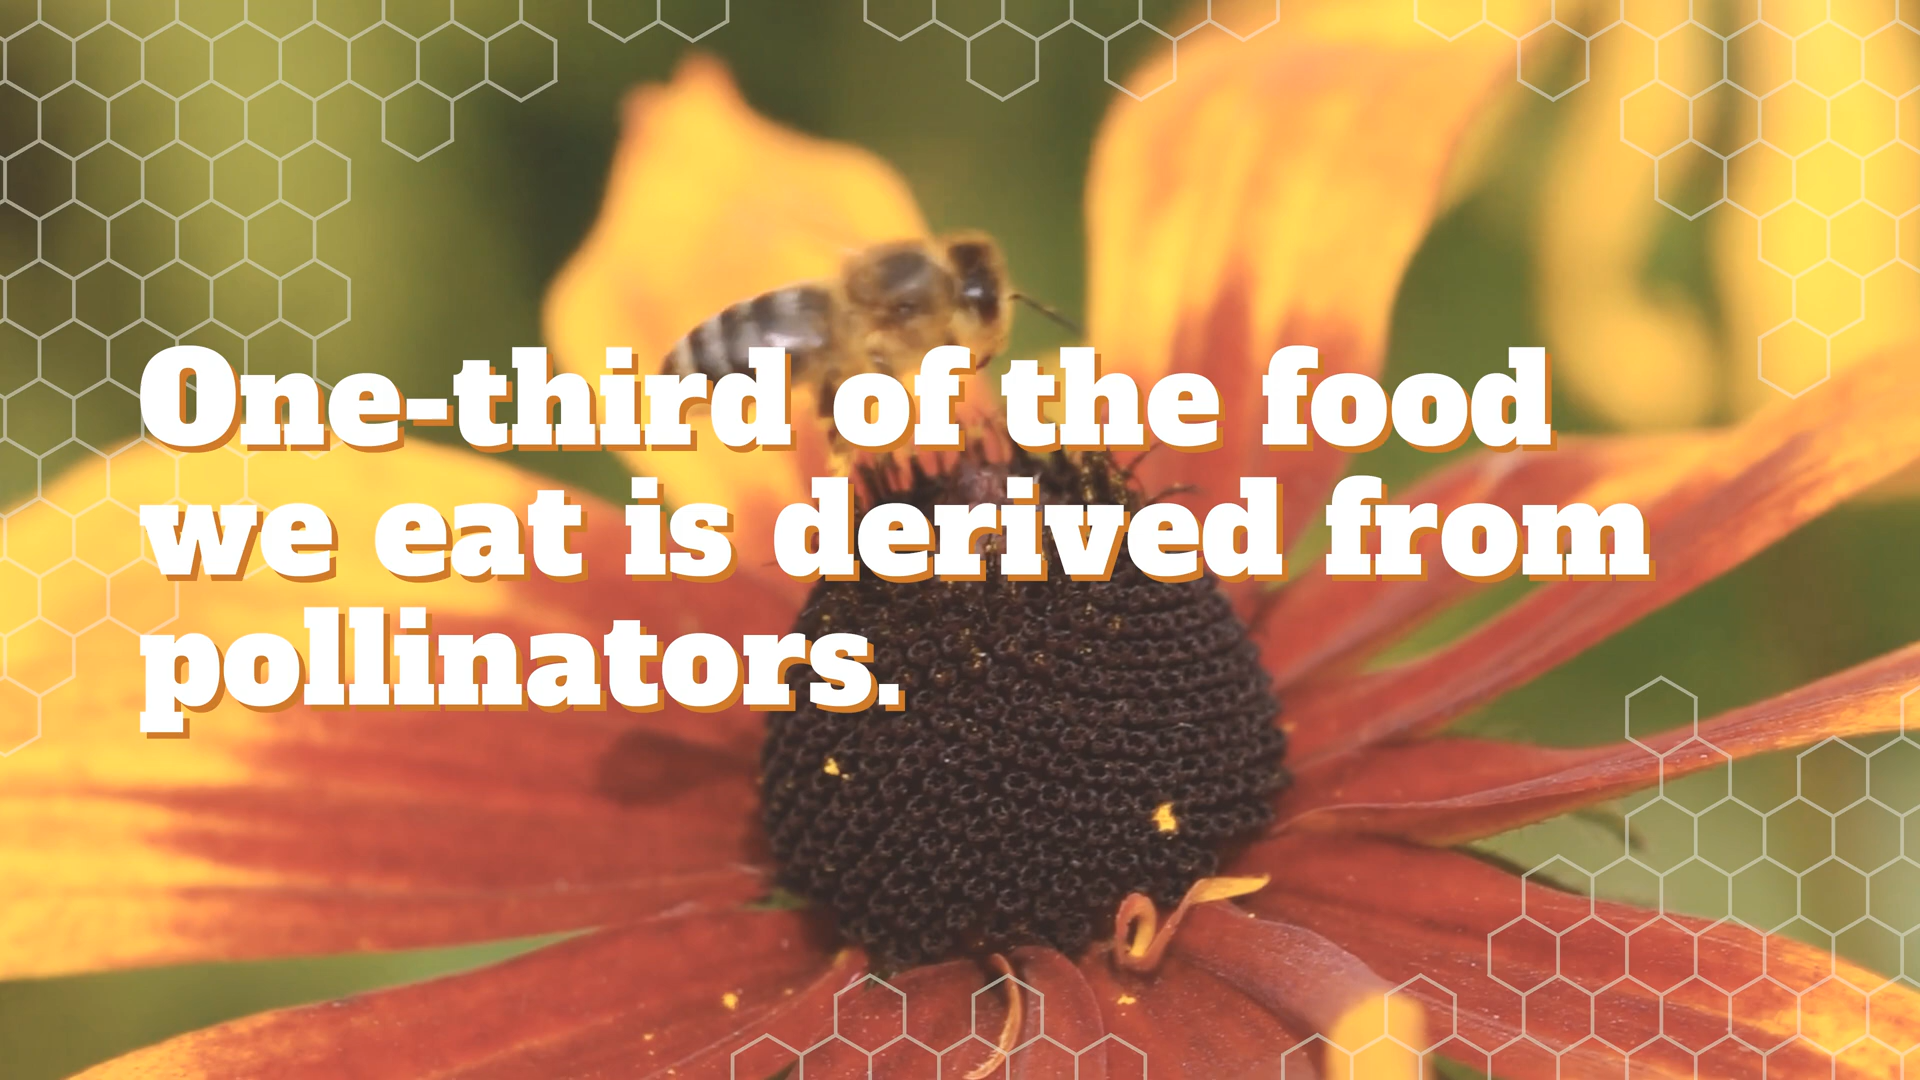 One-third of the food
we eat is derived from
pollinators.